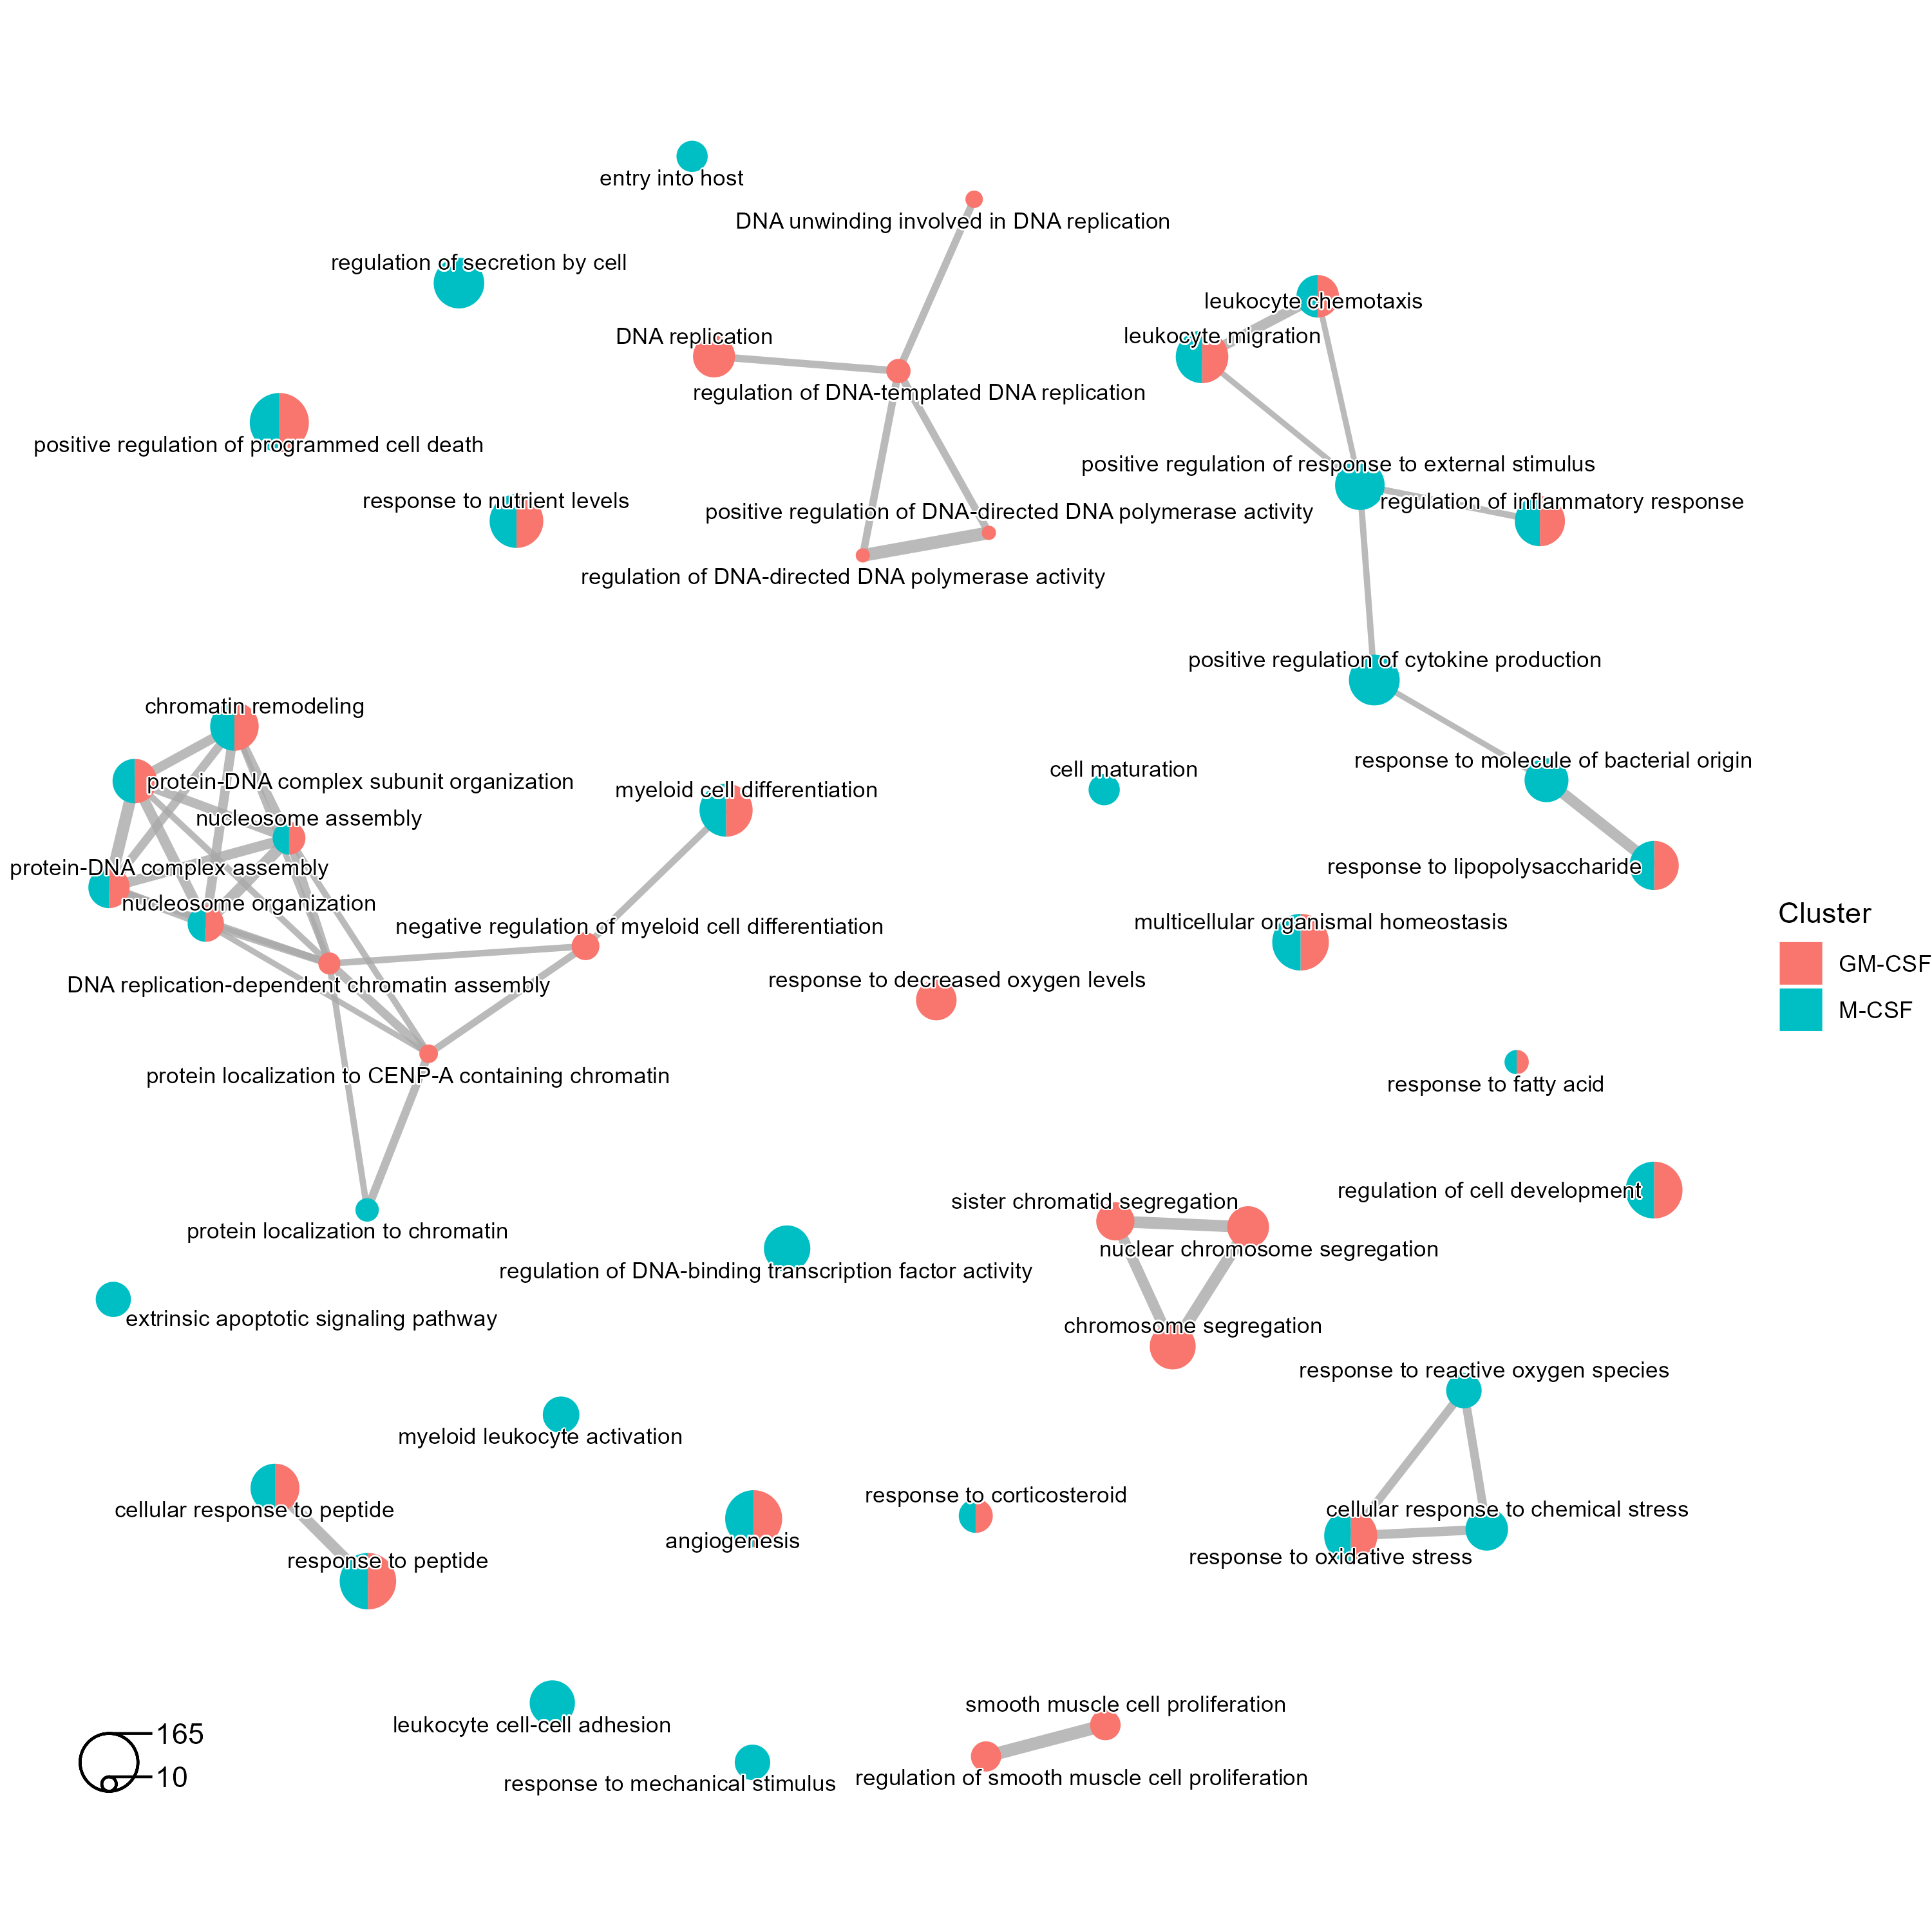 entry into host
DNA unwinding involved in DNA replication
regulation of secretion by cell
leukocyte chemotaxis
DNA replication
leukocyte migration
regulation of DNA-templated DNA replication
positive regulation of programmed cell death
positive regulation of response to external stimulus
response to nutrient levels
regulation of inflammatory response
positive regulation of DNA-directed DNA polymerase activity
regulation of DNA-directed DNA polymerase activity
positive regulation of cytokine production
chromatin remodeling
response to molecule of bacterial origin
cell maturation
protein-DNA complex subunit organization
myeloid cell differentiation
nucleosome assembly
protein-DNA complex assembly
response to lipopolysaccharide
nucleosome organization
Cluster
multicellular organismal homeostasis
negative regulation of myeloid cell differentiation
GM-CSF
response to decreased oxygen levels
DNA replication-dependent chromatin assembly
M-CSF
protein localization to CENP-A containing chromatin
response to fatty acid
regulation of cell development
sister chromatid segregation
protein localization to chromatin
nuclear chromosome segregation
regulation of DNA-binding transcription factor activity
extrinsic apoptotic signaling pathway
chromosome segregation
response to reactive oxygen species
myeloid leukocyte activation
response to corticosteroid
cellular response to peptide
cellular response to chemical stress
angiogenesis
response to oxidative stress
response to peptide
smooth muscle cell proliferation
leukocyte cell-cell adhesion
165
10
regulation of smooth muscle cell proliferation
response to mechanical stimulus